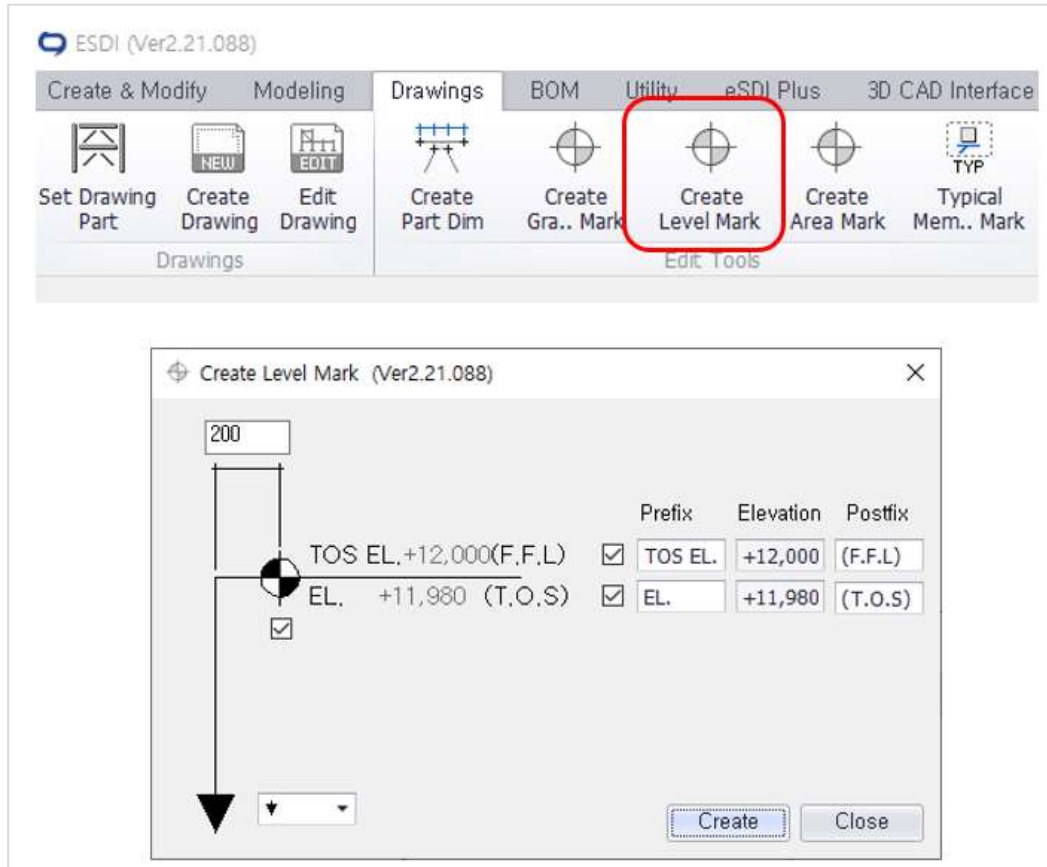 ESDI (Ver2.21.088)
Create & Modify Modeling Drawings BOM Utility eSDI Plus 3D CAD Interface
NEW EDIT TYP
Set Drawing Create Edit Create Create Create Create Typical
Part Drawing Drawing Part Dim Gra.. Mark Level Mark Area Mark Mem.. Mark
Drawings Edit Tools
Create Level Mark (Ver2.21.088)
200
Prefix Elevation Postfix
TOS EL.+12,000(F.F.L) TOS EL. +12,000 (F.F.L)
EL. +11,980 (T.O.S) EL. +11,980 (T.O.S)
Create Close